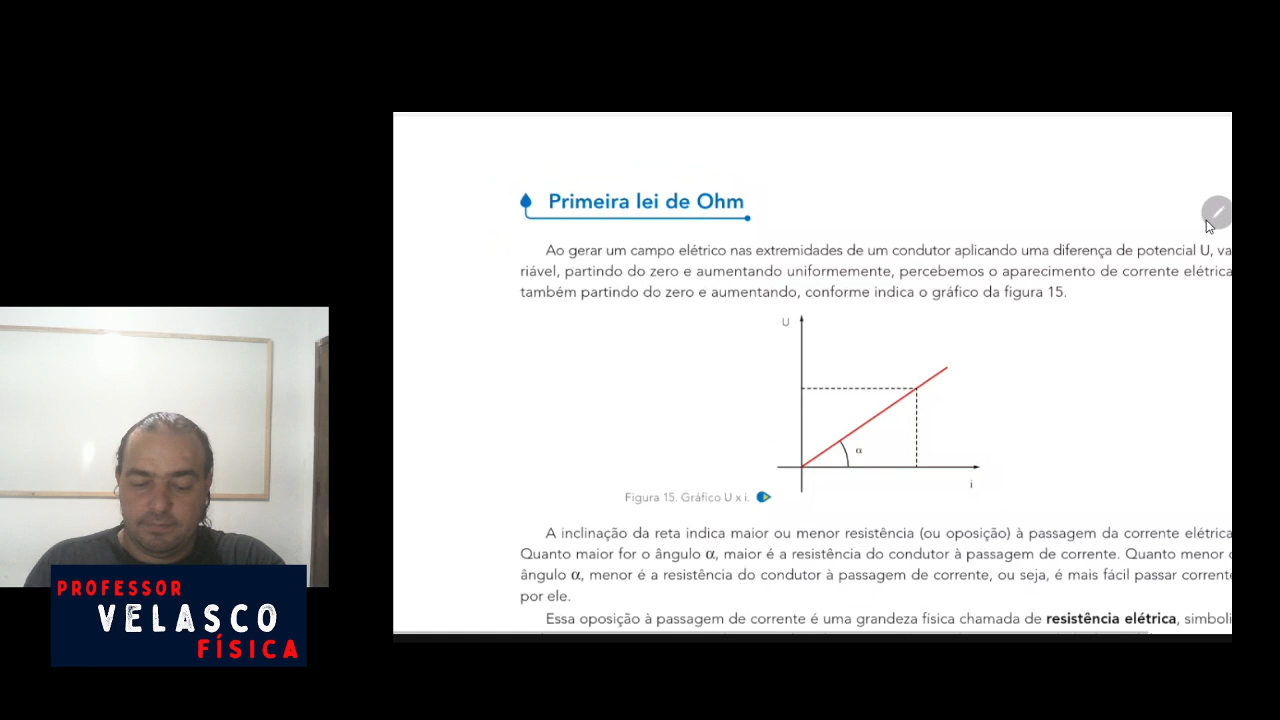 Primeira lei de Ohm
Ao gerar um campo elétrico nas extremidades de um condutor aplicando uma diferença de potencial U, va
riável, partindo do zero e aumentando uniformemente, percebemos o aparecimento de corrente elétrica
também partindo do zero e aumentando, conforme indica o gráfico da figura 15.
U
α
i
Figura 15. Gráfico U x i.
A inclinação da reta indica maior ou menor resistência (ou oposição) à passagem da corrente elétrica
Quanto maior for o ângulo α, maior é a resistência do condutor à passagem de corrente. Quanto menor
ângulo α, menor é a resistência do condutor à passagem de corrente, ou seja, é mais fácil passar corrente
por ele.
Essa oposição à passagem de corrente é uma grandeza física chamada de resistência elétrica, simboli
PROFESSOR
VELASCO
FÍSICA